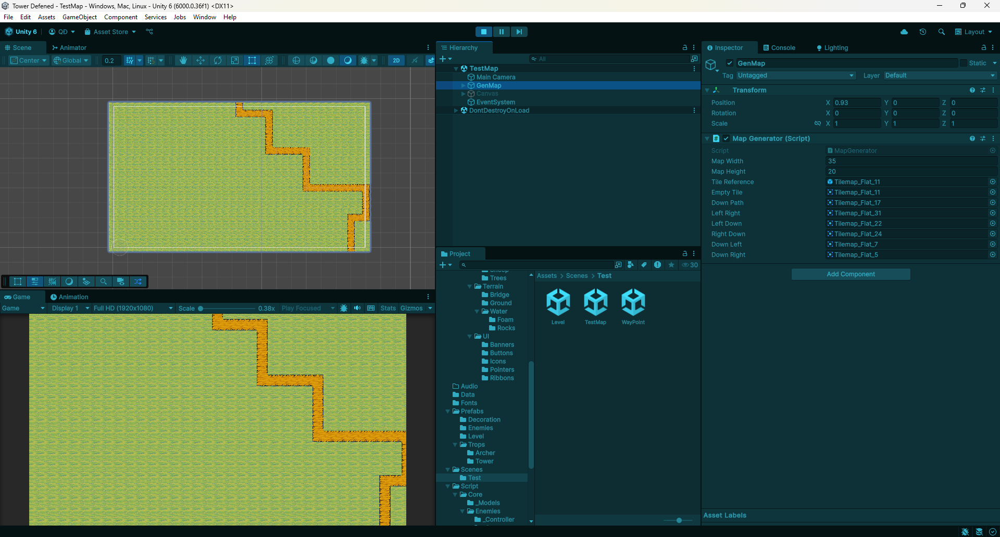 Tower Defened - TestMap - Windows, Mac, Linux - Unity 6 (6000.0.36f1) <DX11>
File Edit Assets GameObject Component Services Jobs Window Help
Unity 6 QĐ Asset Store Layout
Scene Animator
Center Global 0.2 2D
Game Animation
Game Display 1 Full HD (1920x1080) Scale 0.38x Play Focused Stats Gizmos
Hierarchy
All
TestMap
Main Camera
GenMap
Canvas
EventSystem
DontDestroyOnLoad
Project
30
Trees
Terrain
Bridge
Ground
Water
Foam
Rocks
UI
Banners
Buttons
Icons
Pointers
Ribbons
Audio
Data
Fonts
Prefabs
Decoration
Enemies
Level
Trops
Archer
Tower
Scenes
Test
Script
Core
_Models
Enemies
_Controller
Assets > Scenes > Test
Level TestMap WayPoint
Inspector Console Lighting
GenMap Static
Tag Untagged Layer Default
Transform
Position X 0.93 Y 0 Z 0
Rotation X 0 Y 0 Z 0
Scale X 1 Y 1 Z 1
Map Generator (Script)
Script MapGenerator
Map Width 35
Map Height 20
Tile Reference Tilemap_Flat_11
Empty Tile Tilemap_Flat_11
Down Path Tilemap_Flat_17
Left Right Tilemap_Flat_31
Left Down Tilemap_Flat_22
Right Down Tilemap_Flat_24
Down Left Tilemap_Flat_7
Down Right Tilemap_Flat_5
Add Component
Asset Labels